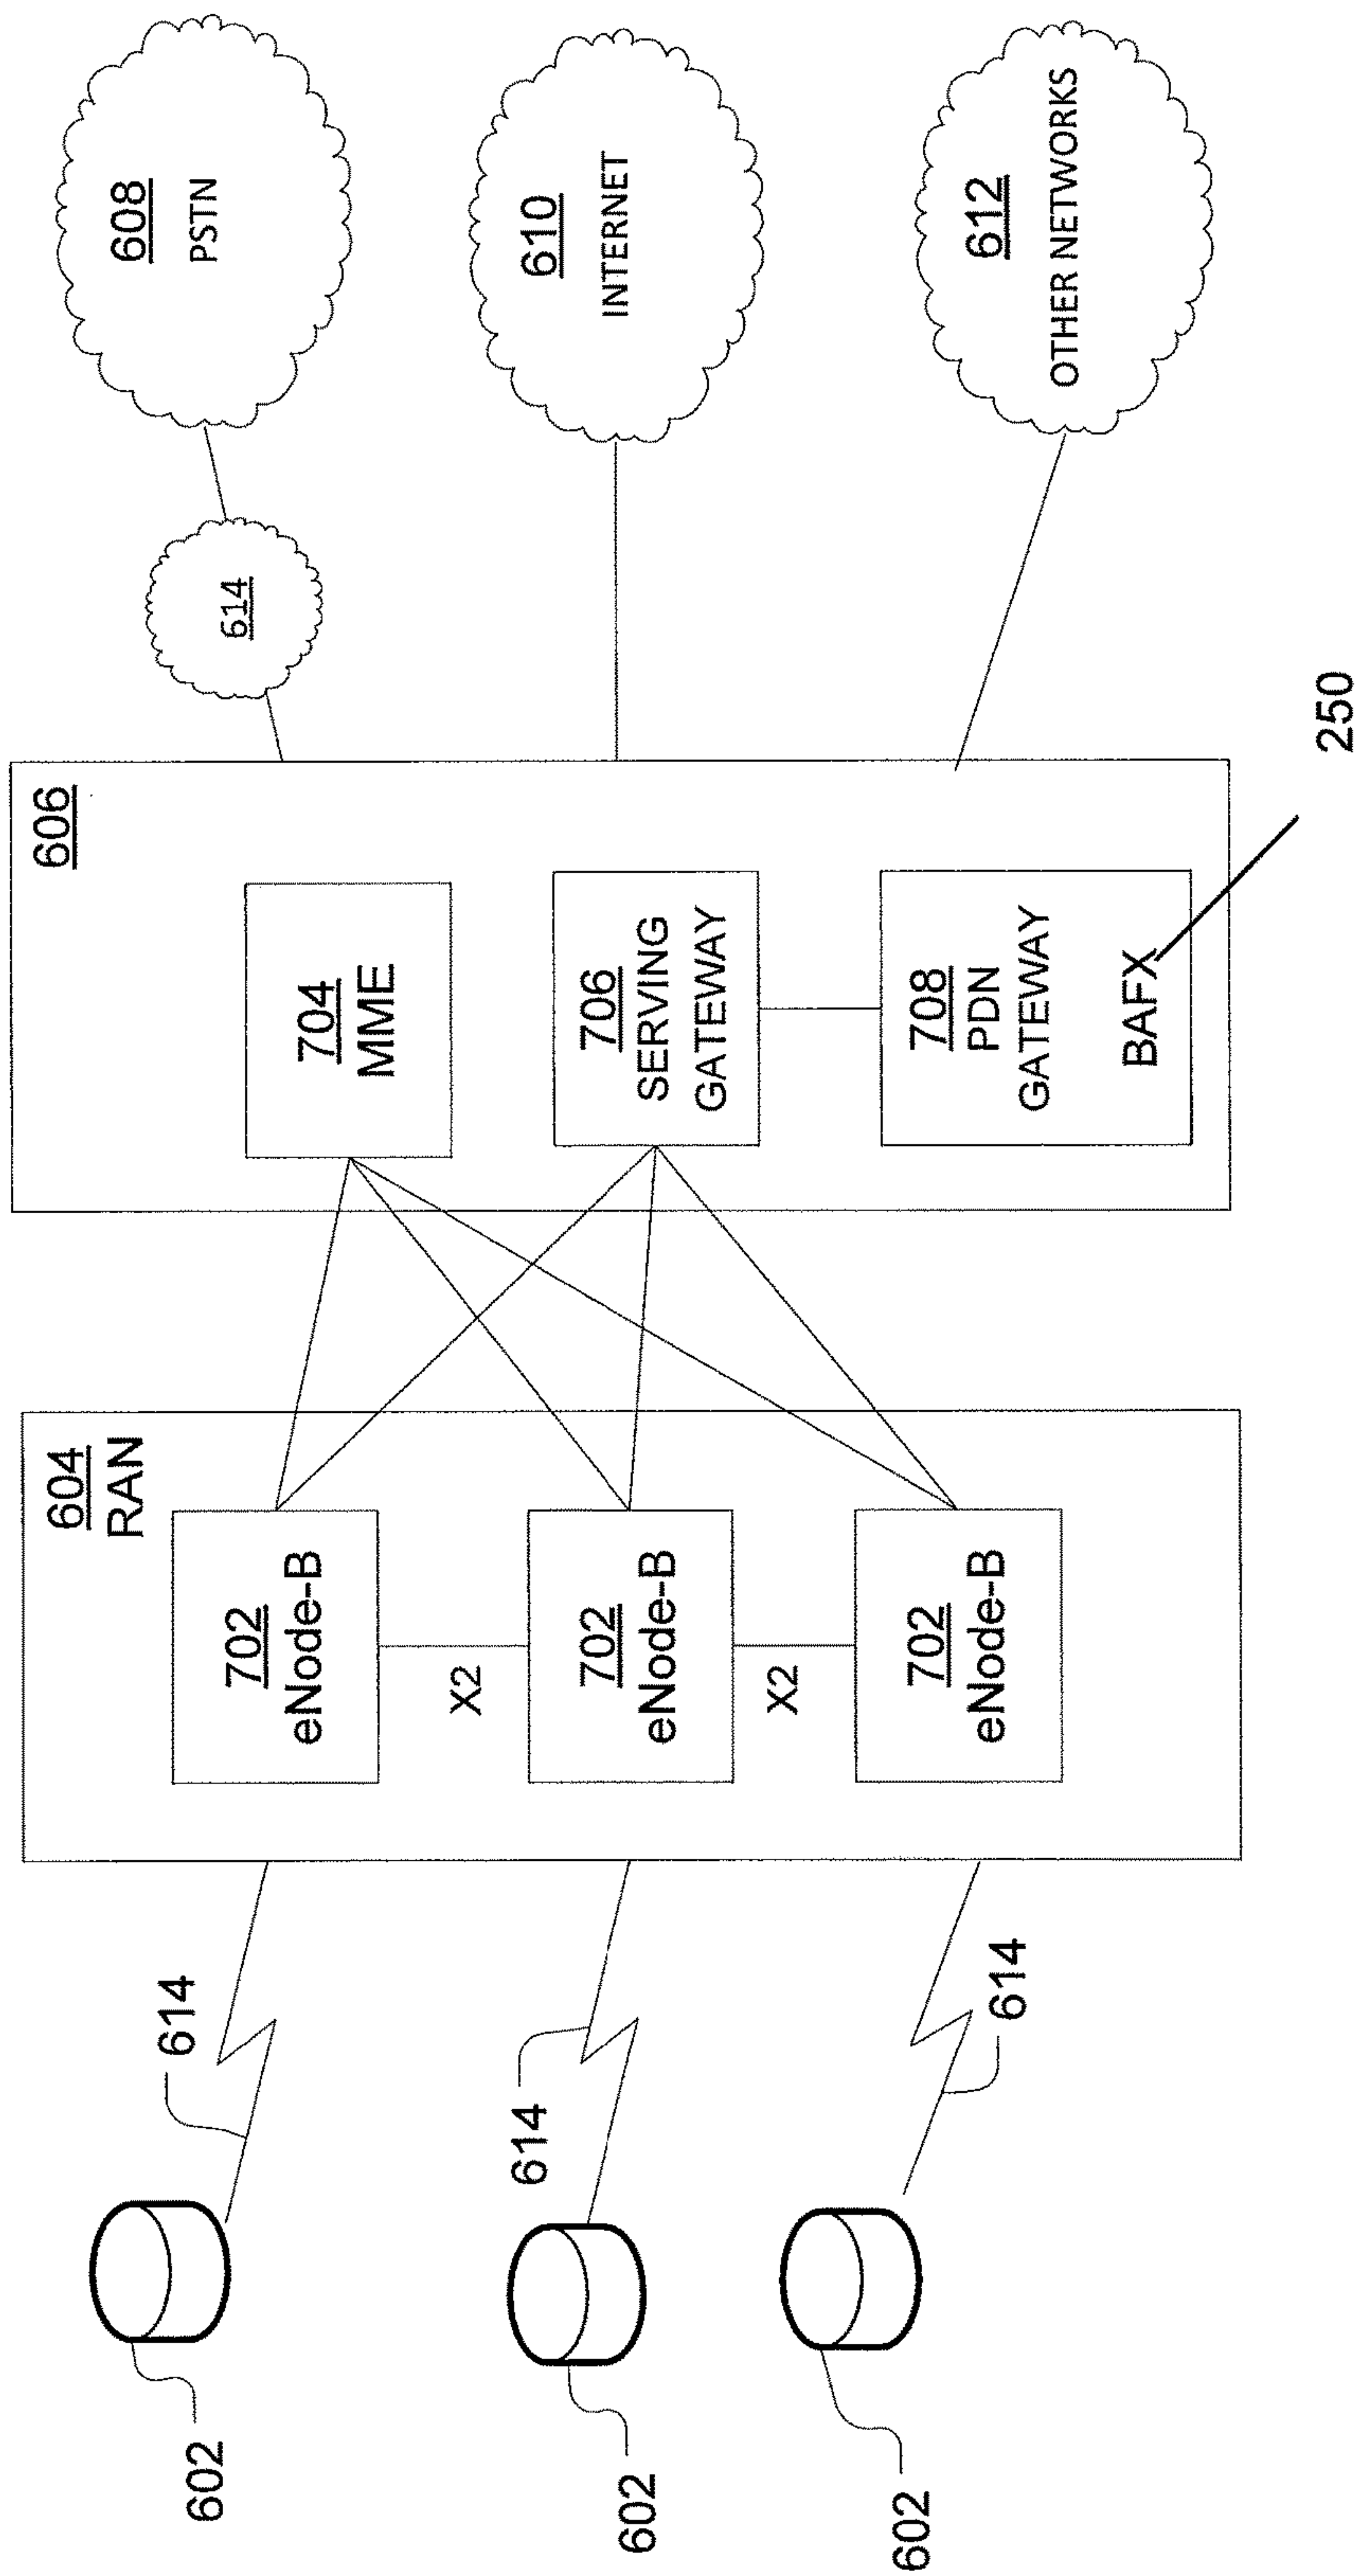 602
602
602
614
614
614
604
RAN
702
eNode-B
X2
702
eNode-B
X2
702
eNode-B
606
704
MME
706
SERVING
GATEWAY
708
PDN
GATEWAY
BAFX
250
614
608
PSTN
610
INTERNET
612
OTHER NETWORKS